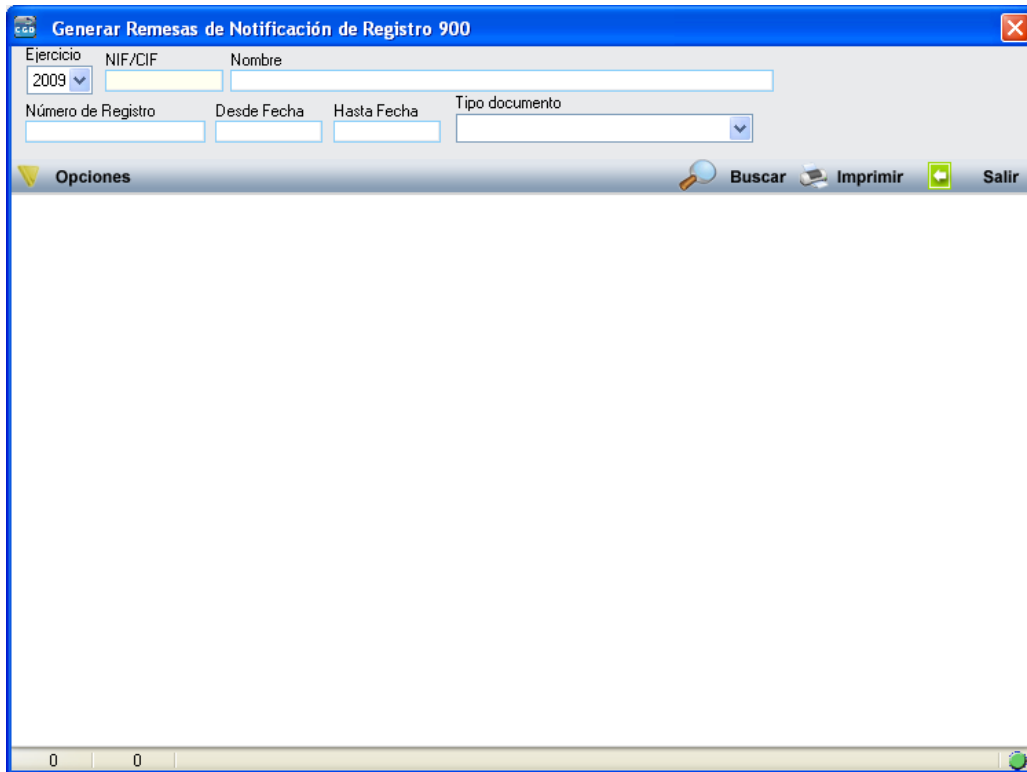 CGD Generar Remesas de Notificación de Registro 900
Ejercicio NIF/CIF Nombre
2009
Número de Registro Desde Fecha Hasta Fecha Tipo documento
Opciones Buscar Imprimir Salir
0 0